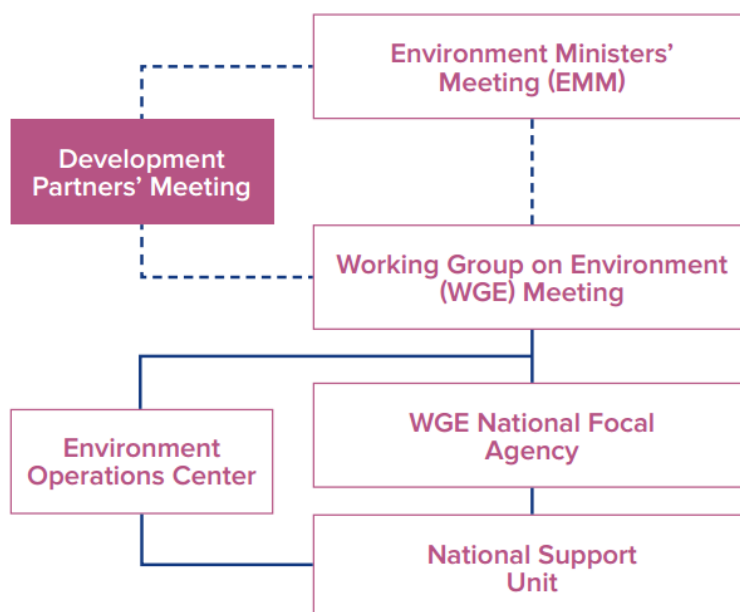 Environment Ministers’
Meeting (EMM)
Development
Partners’ Meeting
Working Group on Environment
(WGE) Meeting
Environment
Operations Center
WGE National Focal
Agency
National Support
Unit